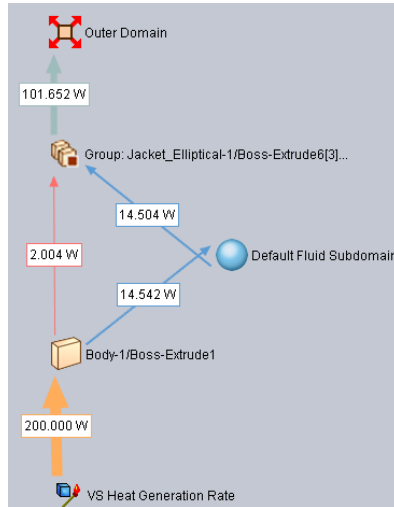 Outer Domain
101.652 W
Group: Jacket_Elliptical-1/Boss-Extrude6[3]...
14.504 W
2.004 W
Default Fluid Subdomain
14.542 W
Body-1/Boss-Extrude1
200.000 W
VS Heat Generation Rate